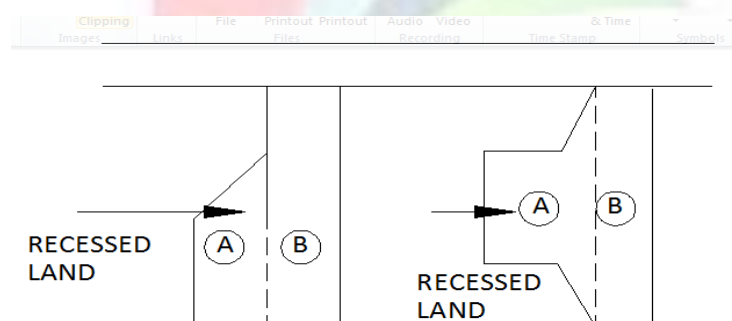 Clipping File Printout Printout Audio Video & Time
Images Links Files Recording Time Stamp Symbols
A B
A B
RECESSED
LAND
RECESSED
LAND